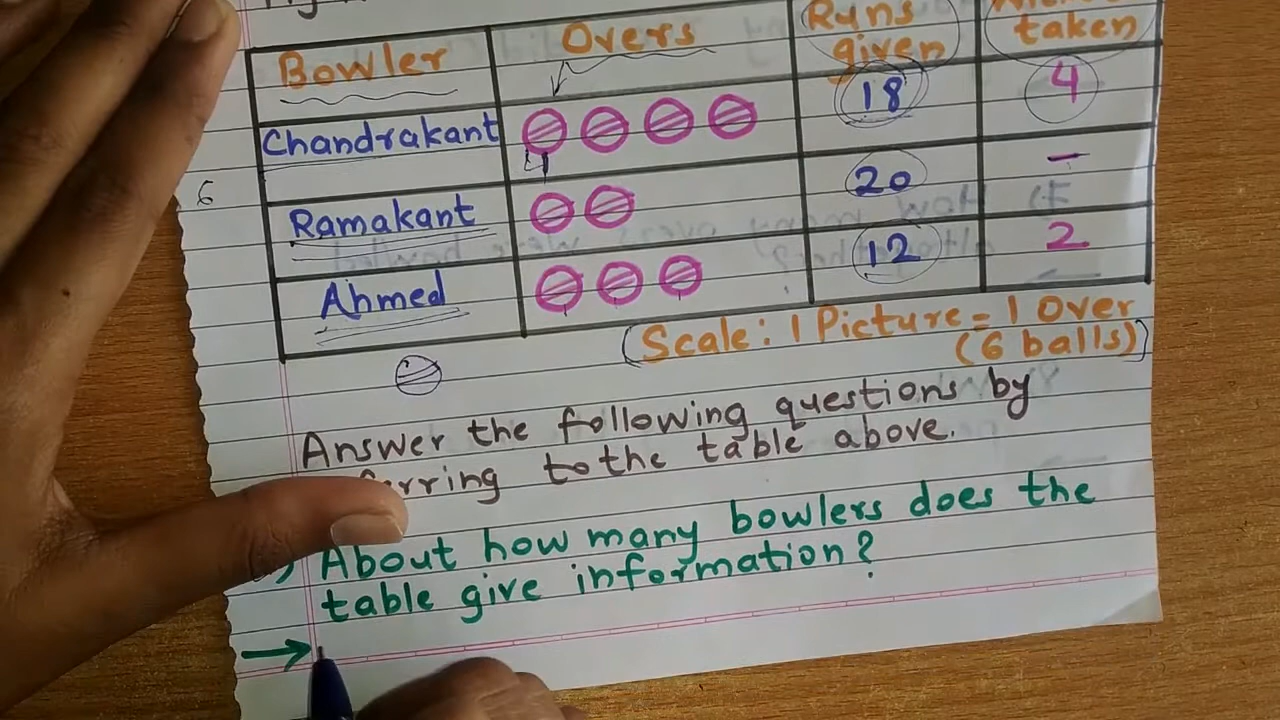 Bowler Overs Runs given taken
Chandrakant 18 4
6
Ramakant 20 –
Ahmed 12 2
(Scale: 1 Picture = 1 Over
(6 balls))
Answer the following questions by
to the table above.
About how many bowlers does the
table give information?
→